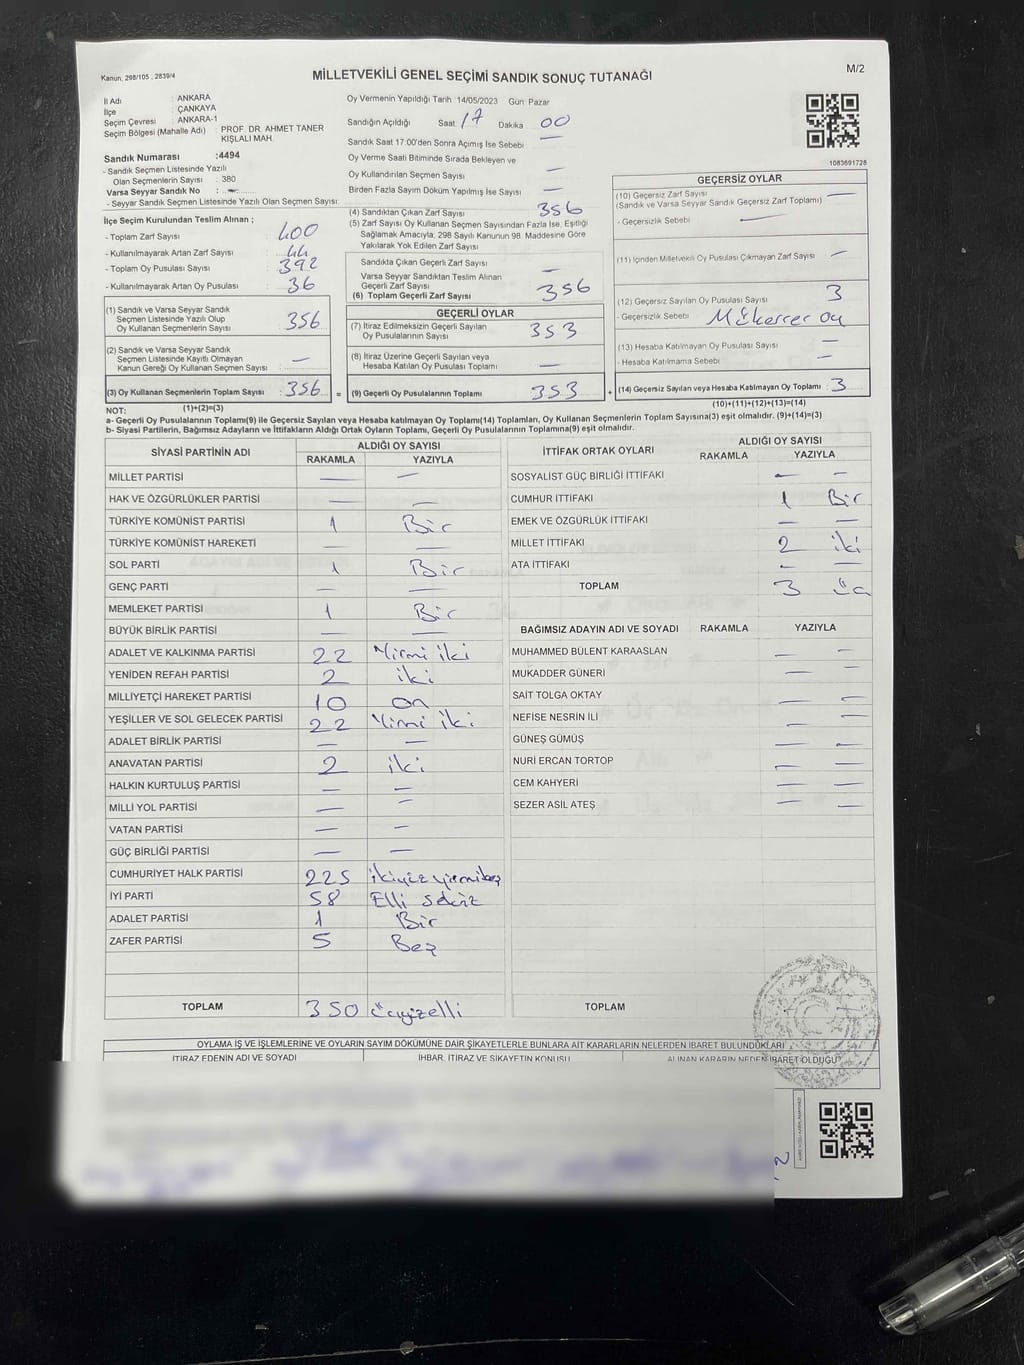 Kanun, 298/105 , 2839/4
MİLLETVEKİLİ GENEL SEÇİMİ SANDIK SONUÇ TUTANAĞI
M/2
İl Adı : ANKARA
İlçe : ÇANKAYA
Seçim Çevresi : ANKARA-1
Seçim Bölgesi (Mahalle Adı) : PROF. DR. AHMET TANER KIŞLALI MAH.
Sandık Numarası :4494
- Sandık Seçmen Listesinde Yazılı
Olan Seçmenlerin Sayısı : 380
Varsa Seyyar Sandık No : —
- Seyyar Sandık Seçmen Listesinde Yazılı Olan Seçmen Sayısı:
İlçe Seçim Kurulundan Teslim Alınan ;
- Toplam Zarf Sayısı : 400
- Kullanılmayarak Artan Zarf Sayısı : 44
- Toplam Oy Pusulası Sayısı : 392
- Kullanılmayarak Artan Oy Pusulası : 36
Oy Vermenin Yapıldığı Tarih :14/05/2023 Gün: Pazar
Sandığın Açıldığı Saat : 17 Dakika : 00
Sandık Saat 17.00'den Sonra Açımış İse Sebebi : —
Oy Verme Saati Bitiminde Sırada Bekleyen ve
Oy Kullandırılan Seçmen Sayısı : —
Birden Fazla Sayım Döküm Yapılmış İse Sayısı : —
(4) Sandıktan Çıkan Zarf Sayısı : 356
(5) Zarf Sayısı Oy Kullanan Seçmen Sayısından Fazla İse, Eşitliği
Sağlamak Amacıyla; 298 Sayılı Kanunun 98. Maddesine Göre
Yakılarak Yok Edilen Zarf Sayısı :
Sandıkta Çıkan Geçerli Zarf Sayısı : —
Varsa Seyyar Sandıktan Teslim Alınan
Geçerli Zarf Sayısı : —
(6) Toplam Geçerli Zarf Sayısı : 356
1083691728
GEÇERSİZ OYLAR
(10) Geçersiz Zarf Sayısı : —
(Sandık ve Varsa Seyyar Sandık Geçersiz Zarf Toplamı)
- Geçersizlik Sebebi : —
(11) İçinden Milletvekili Oy Pusulası Çıkmayan Zarf Sayısı : —
(12) Geçersiz Sayılan Oy Pusulası Sayısı : 3
- Geçersizlik Sebebi : Mükerrer oy
(13) Hesaba Katılmayan Oy Pusulası Sayısı : —
- Hesaba Katılmama Sebebi : —
(14) Geçersiz Sayılan veya Hesaba Katılmayan Oy Toplamı : 3
(10)+(11)+(12)+(13)=(14)
(1) Sandık ve Varsa Seyyar Sandık
Seçmen Listesinde Yazılı Olup
Oy Kullanan Seçmenlerin Sayısı : 356
(2) Sandık ve Varsa Seyyar Sandık
Seçmen Listesinde Kayıtlı Olmayan
Kanun Gereği Oy Kullanan Seçmen Sayısı : —
(3) Oy Kullanan Seçmenlerin Toplam Sayısı : 356 =
(1)+(2)=(3)
GEÇERLİ OYLAR
(7) İtiraz Edilmeksizin Geçerli Sayılan
Oy Pusulalarının Sayısı : 353
(8) İtiraz Üzerine Geçerli Sayılan veya
Hesaba Katılan Oy Pusulası Toplamı : —
(9) Geçerli Oy Pusulalarının Toplamı : 353 +
NOT:
a- Geçerli Oy Pusulalarının Toplamı(9) ile Geçersiz Sayılan veya Hesaba katılmayan Oy Toplamı(14) Toplamları, Oy Kullanan Seçmenlerin Toplam Sayısına(3) eşit olmalıdır. (9)+(14)=(3)
b- Siyasi Partilerin, Bağımsız Adayların ve İttifakların Aldığı Ortak Oyların Toplamı, Geçerli Oy Pusulalarının Toplamına(9) eşit olmalıdır.
SİYASİ PARTİNİN ADI ALDIĞI OY SAYISI
RAKAMLA YAZIYLA
MİLLET PARTİSİ — —
HAK VE ÖZGÜRLÜKLER PARTİSİ — —
TÜRKİYE KOMÜNİST PARTİSİ 1 Bir
TÜRKİYE KOMÜNİST HAREKETİ — —
SOL PARTİ 1 Bir
GENÇ PARTİ — —
MEMLEKET PARTİSİ 1 Bir
BÜYÜK BİRLİK PARTİSİ — —
ADALET VE KALKINMA PARTİSİ 22 Yirmi iki
YENİDEN REFAH PARTİSİ 2 iki
MİLLİYETÇİ HAREKET PARTİSİ 10 on
YEŞİLLER VE SOL GELECEK PARTİSİ 22 Yirmi iki
ADALET BİRLİK PARTİSİ — —
ANAVATAN PARTİSİ 2 iki
HALKIN KURTULUŞ PARTİSİ — —
MİLLİ YOL PARTİSİ — —
VATAN PARTİSİ — —
GÜÇ BİRLİĞİ PARTİSİ — —
CUMHURİYET HALK PARTİSİ 225 ikiyüz yirmibeş
İYİ PARTİ 58 Elli sekiz
ADALET PARTİSİ 1 Bir
ZAFER PARTİSİ 5 Beş
TOPLAM 350 üçyüzelli
İTTİFAK ORTAK OYLARI ALDIĞI OY SAYISI
RAKAMLA YAZIYLA
SOSYALİST GÜÇ BİRLİĞİ İTTİFAKI — —
CUMHUR İTTİFAKI 1 Bir
EMEK VE ÖZGÜRLÜK İTTİFAKI — —
MİLLET İTTİFAKI 2 iki
ATA İTTİFAKI — —
TOPLAM 3 üç
BAĞIMSIZ ADAYIN ADI VE SOYADI RAKAMLA YAZIYLA
MUHAMMED BÜLENT KARAASLAN — —
MUKADDER GÜNERİ — —
SAİT TOLGA OKTAY — —
NEFİSE NESRİN İLİ — —
GÜNEŞ GÜMÜŞ — —
NURİ ERCAN TORTOP — —
CEM KAHYERİ — —
SEZER ASİL ATEŞ — —
TOPLAM
OYLAMA İŞ VE İŞLEMLERİNE VE OYLARIN SAYIM DÖKÜMÜNE DAİR ŞİKAYETLERLE BUNLARA AİT KARARLARIN NELERDEN İBARET BULUNDUKLARI
İTİRAZ EDENİN ADI VE SOYADI İHBAR, İTİRAZ VE ŞİKAYETİN KONUSU ALINAN KARARIN NEDEN İBARET OLDUĞU